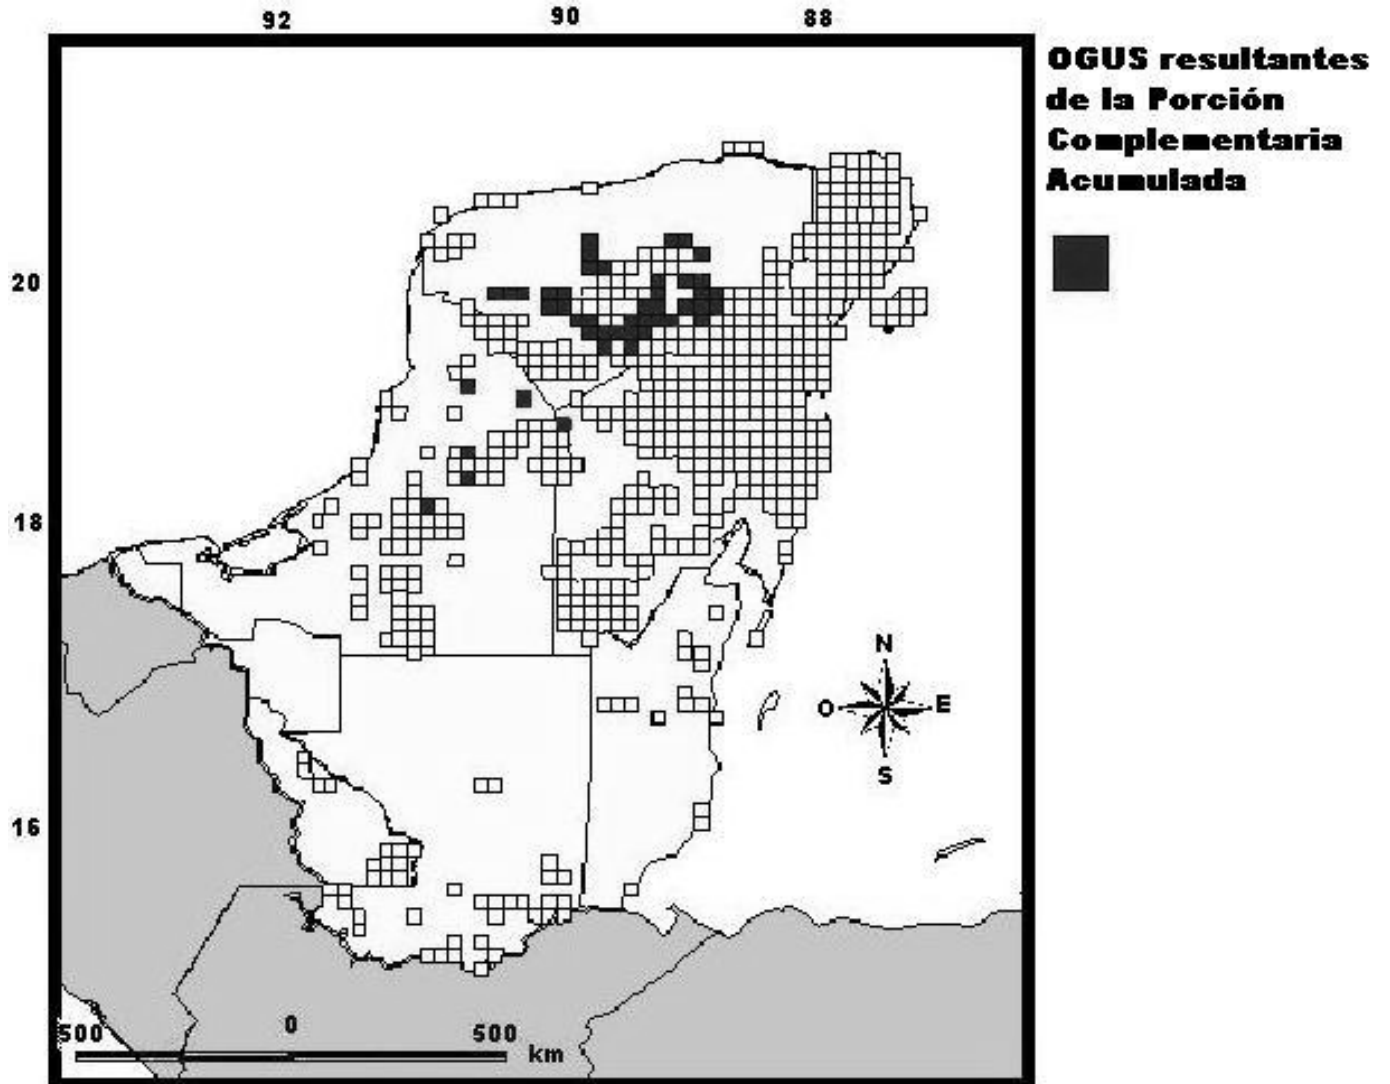 92 90 88
OGUS resultantes
de la Porción
Complementaria
Acumulada
20
18
16
N
O E
S
500 0 500
km